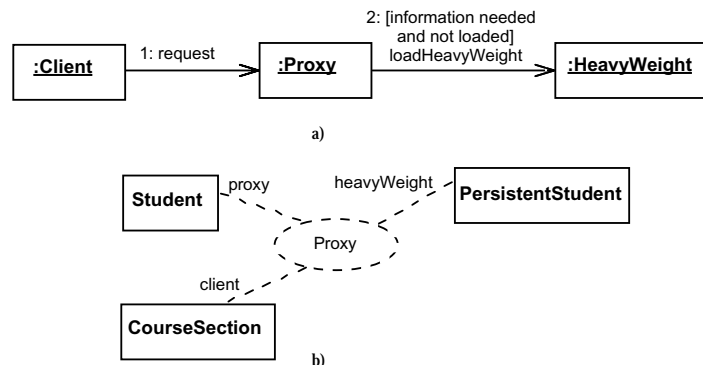 2: [information needed
and not loaded]
loadHeavyWeight
1: request
:Client
:Proxy
:HeavyWeight
a)
proxy
heavyWeight
Student
PersistentStudent
Proxy
client
CourseSection
b)